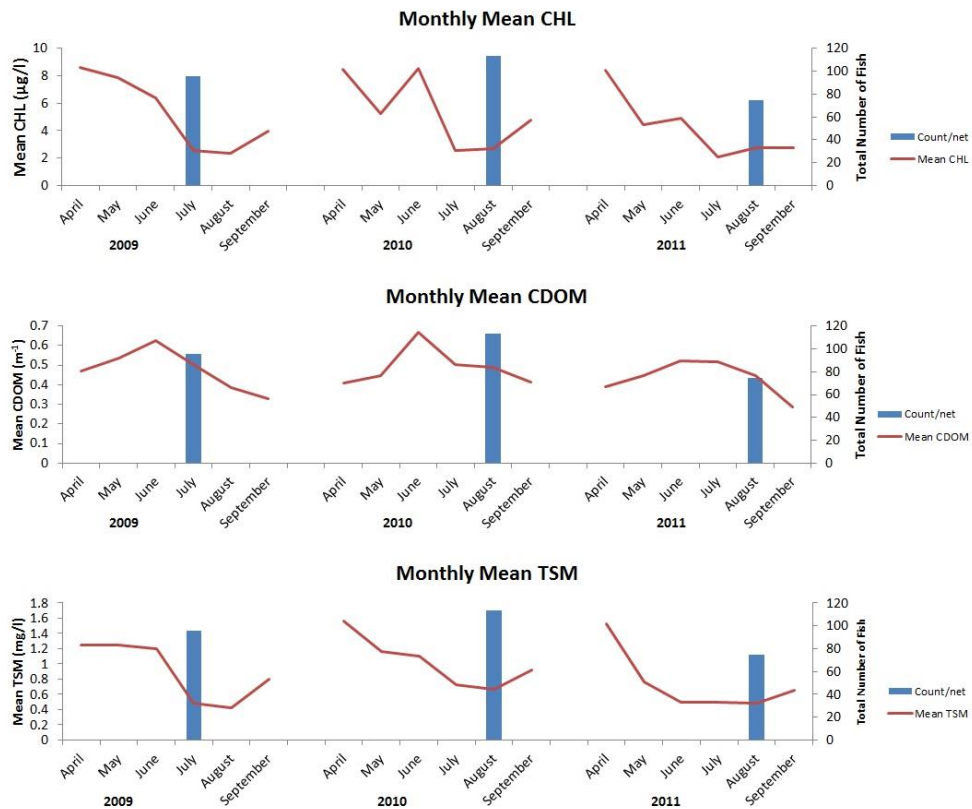 Monthly Mean CHL
Mean CHL (µg/l)
10
8
6
4
2
0
120
100
80
60
40
20
0
Total Number of Fish
Count/net
Mean CHL
April May June July August September April May June July August September April May June July August September
2009 2010 2011
Monthly Mean CDOM
Mean CDOM (m⁻¹)
0.7
0.6
0.5
0.4
0.3
0.2
0.1
0
120
100
80
60
40
20
0
Total Number of Fish
Count/net
Mean CDOM
April May June July August September April May June July August September April May June July August September
2009 2010 2011
Monthly Mean TSM
Mean TSM (mg/l)
1.8
1.6
1.4
1.2
1
0.8
0.6
0.4
0.2
0
120
100
80
60
40
20
0
Total Number of Fish
Count/net
Mean TSM
April May June July August September April May June July August September April May June July August September
2009 2010 2011